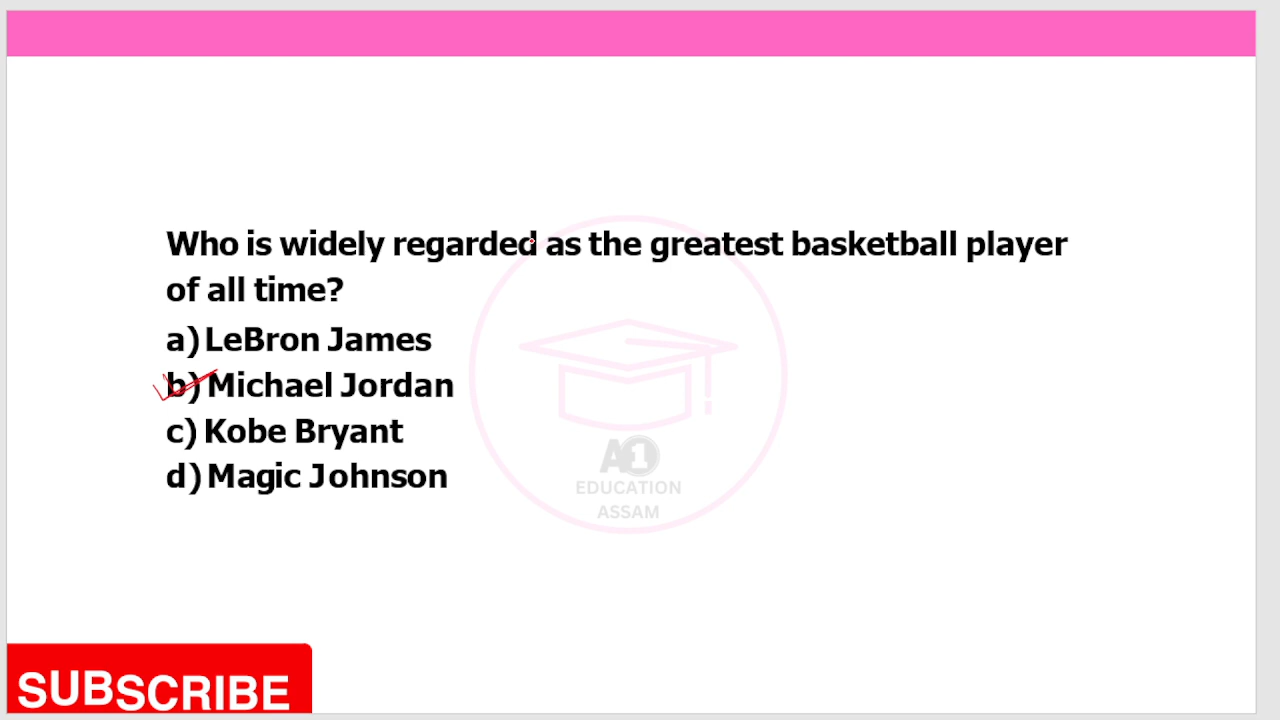 Who is widely regarded as the greatest basketball player
of all time?
a) LeBron James
b) Michael Jordan
c) Kobe Bryant
d) Magic Johnson
A1
EDUCATION
ASSAM
SUBSCRIBE